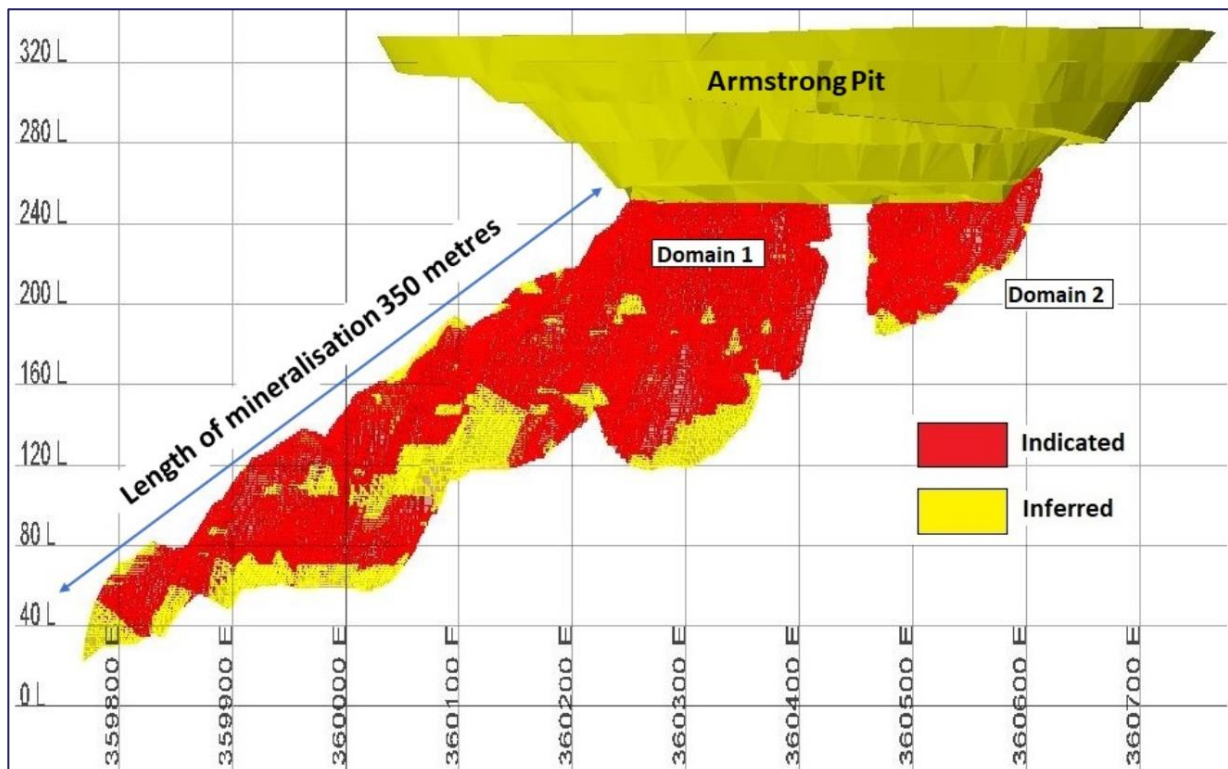 320 L
Armstrong Pit
280 L
240 L
Domain 1
Length of mineralisation 350 metres
200 L
Domain 2
160 L
Indicated
120 L
Inferred
80 L
40 L
0 L
359800 E
359900 E
360000 E
360100 E
360200 E
360300 E
360400 E
360500 E
360600 E
360700 E